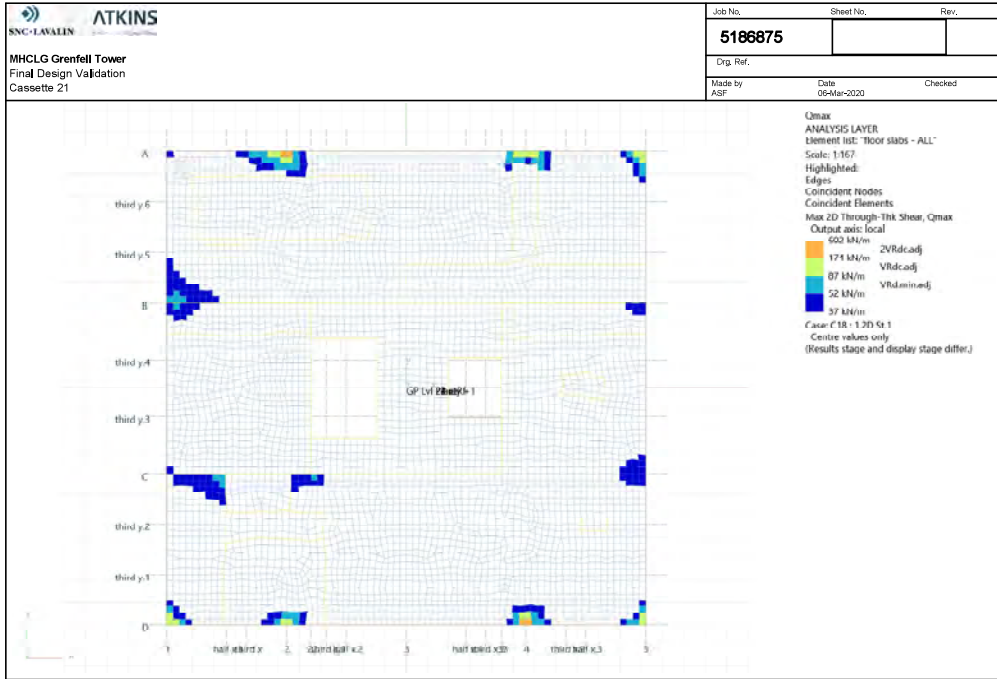 SNC·LAVALIN ATKINS
MHCLG Grenfell Tower
Final Design Validation
Cassette 21
Job No.
Sheet No.
Rev.
5186875
Drg. Ref.
Made by
ASF
Date
06-Mar-2020
Checked
Qmax
ANALYSIS LAYER
Element list: "floor slabs - ALL"
Scale: 1:167
Highlighted:
Edges
Coincident Nodes
Coincident Elements
Max 2D Through-Thk Shear, Qmax
Output axis: local
kN/m
2VRdc.adj
kN/m
VRdc.adj
87 kN/m
VRd.min.adj
52 kN/m
37 kN/m
Case: C18 : 1.2D St.1
Centre values only
(Results stage and display stage differ.)
A
third y.6
third y.5
B
third y.4
GP Lvl
third y.3
C
third y.2
third y.1
D
1
2
3
4
5